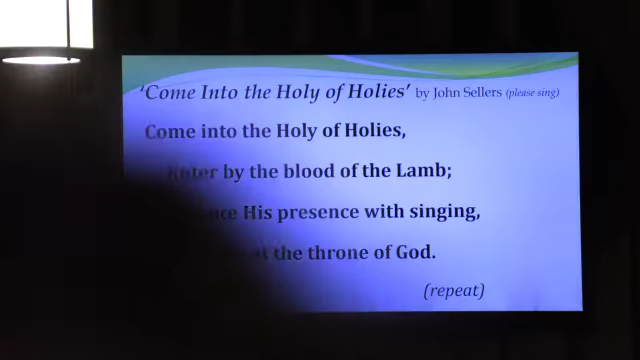 'Come Into the Holy of Holies' by John Sellers (please sing)
Come into the Holy of Holies,
Enter by the blood of the Lamb;
His presence with singing,
the throne of God.
(repeat)